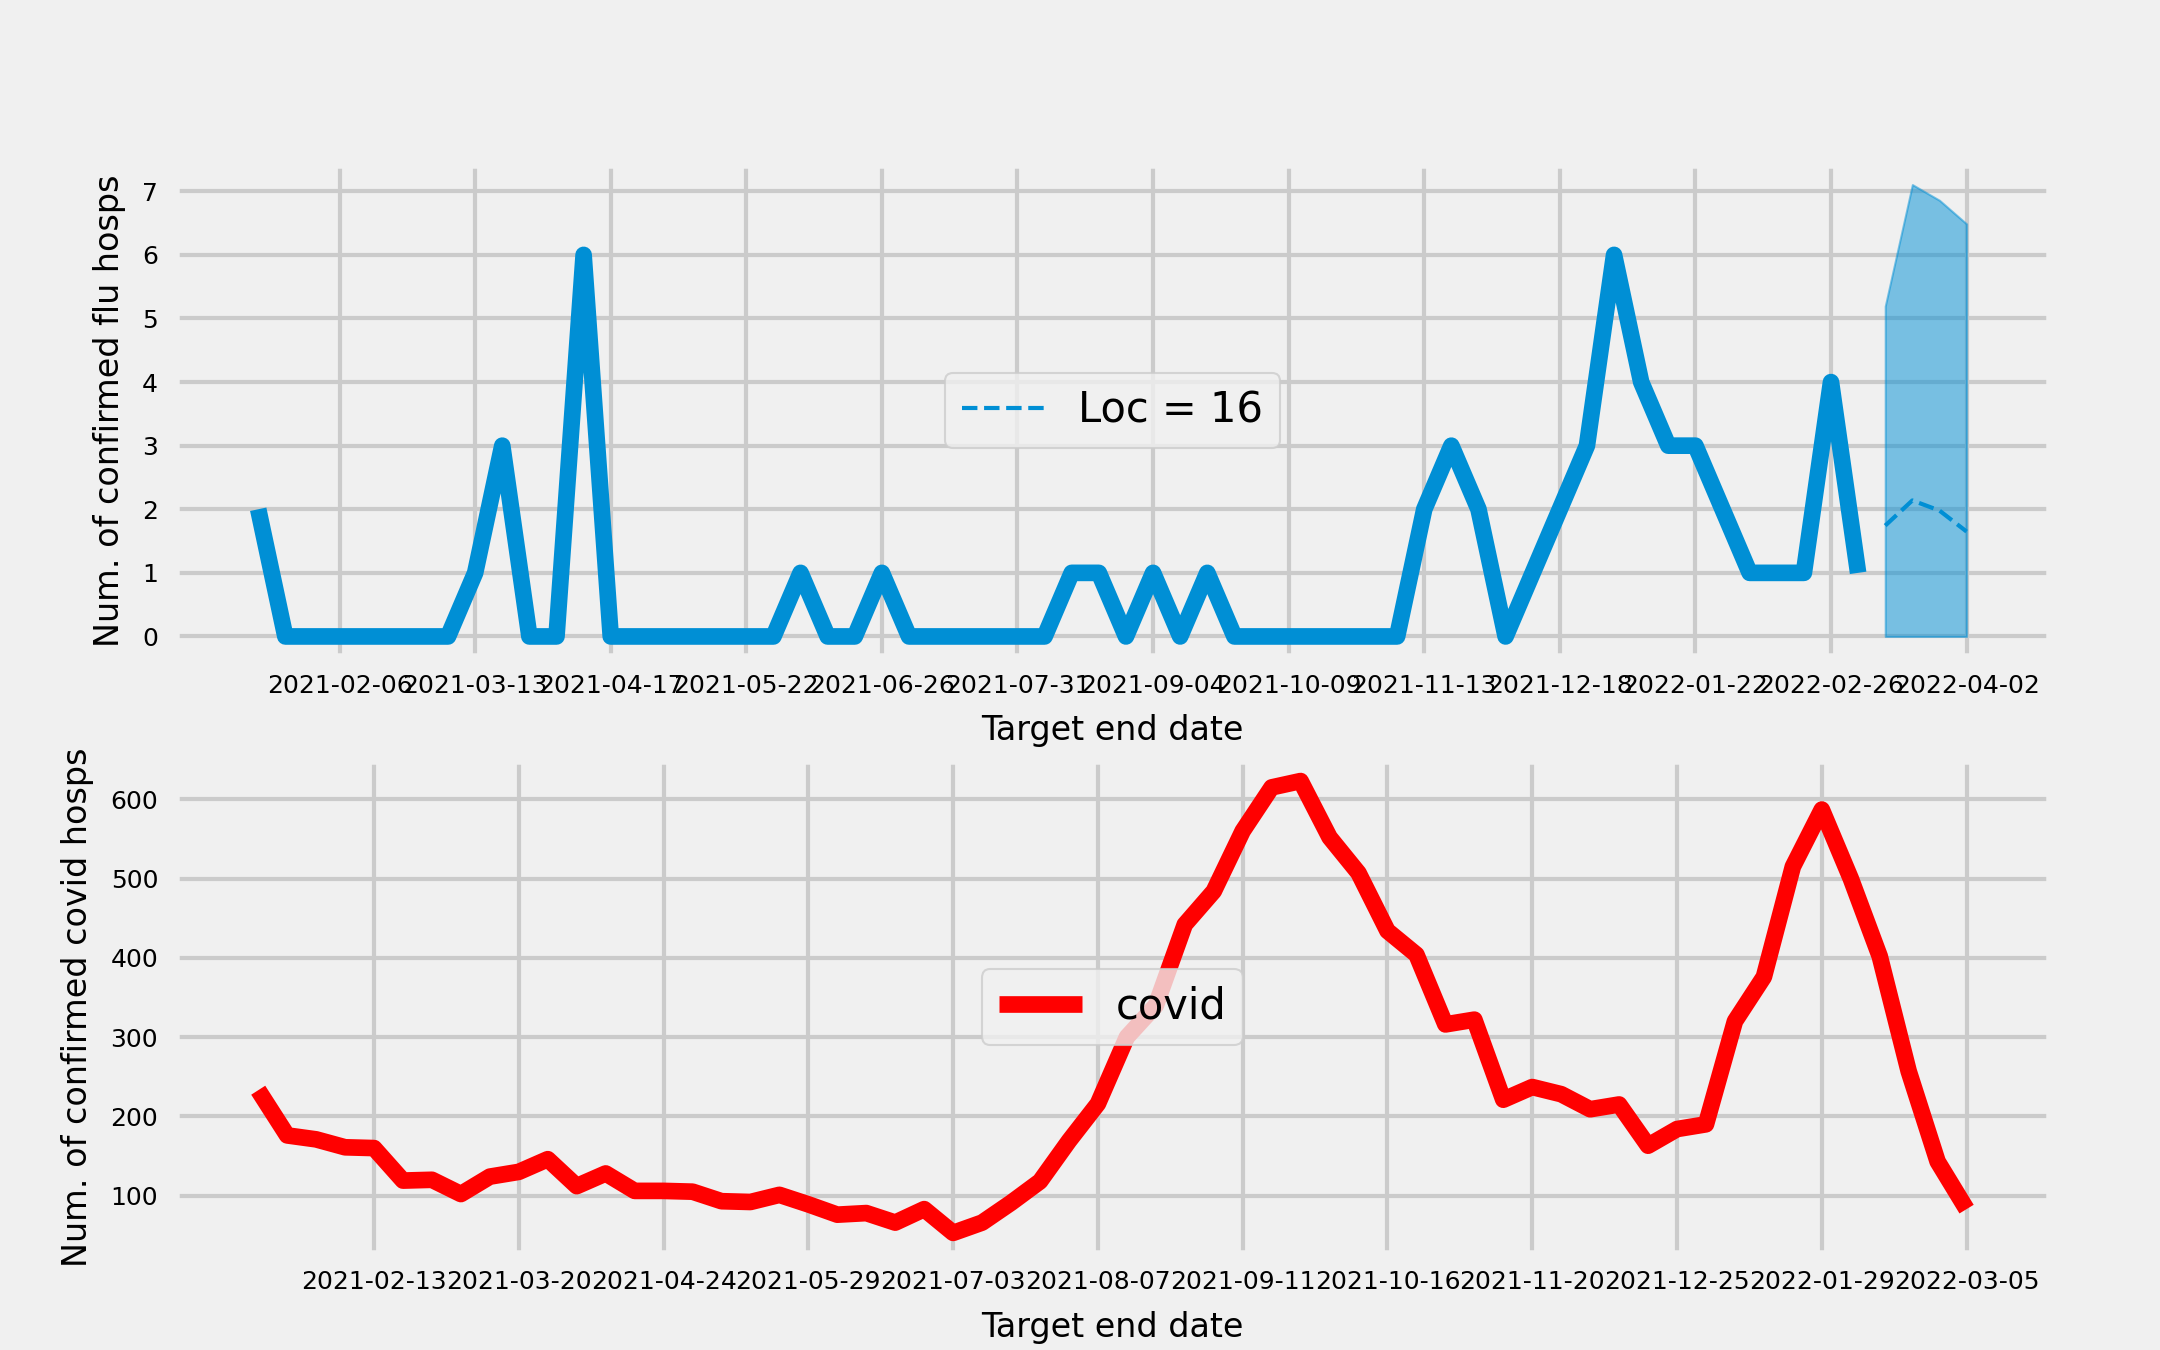 Num. of confirmed flu hosps
7
6
5
4
3
2
1
0
Loc = 16
2021-02-06 2021-03-13 2021-04-17 2021-05-22 2021-06-26 2021-07-31 2021-09-04 2021-10-09 2021-11-13 2021-12-18 2022-01-22 2022-02-26 2022-04-02
Target end date
Num. of confirmed covid hosps
600
500
400
300
200
100
covid
2021-02-13 2021-03-20 2021-04-24 2021-05-29 2021-07-03 2021-08-07 2021-09-11 2021-10-16 2021-11-20 2021-12-25 2022-01-29 2022-03-05
Target end date